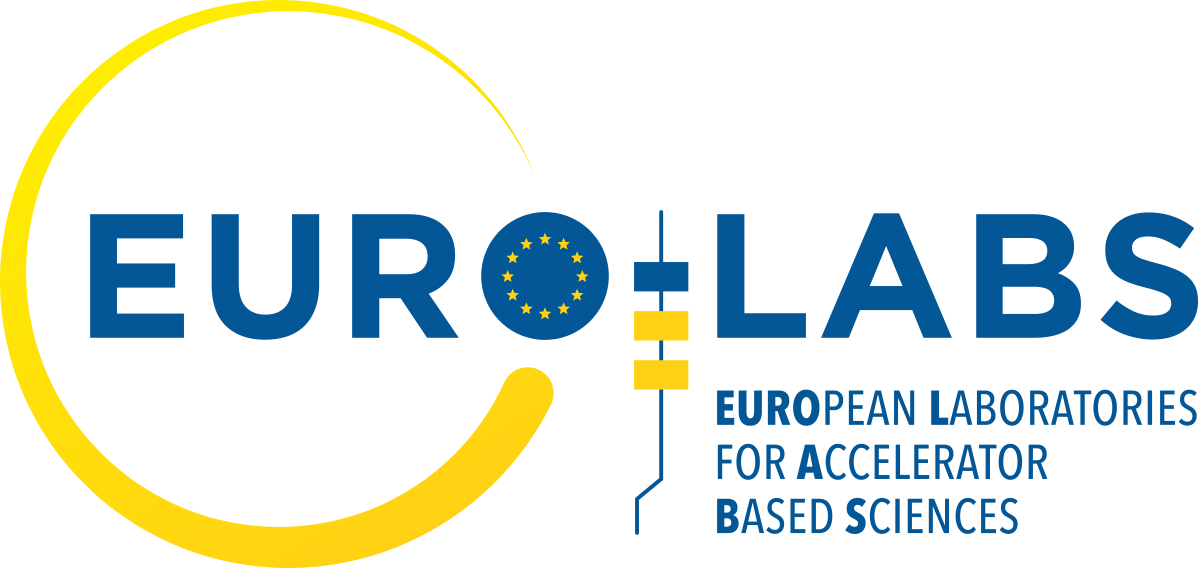 EURO-LABS
EUROPEAN LABORATORIES
FOR ACCELERATOR
BASED SCIENCES